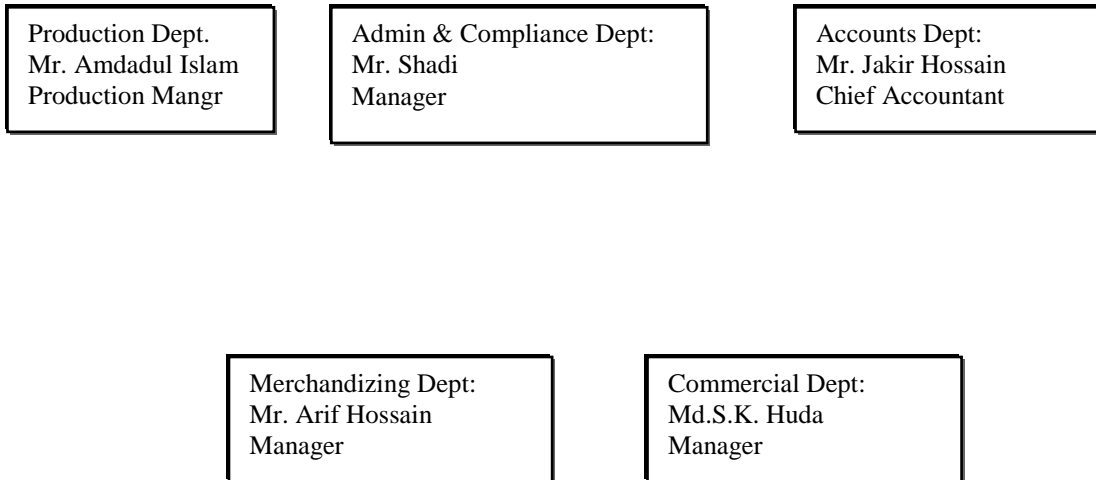 Production Dept.
Mr. Amdadul Islam
Production Mangr
Admin & Compliance Dept:
Mr. Shadi
Manager
Accounts Dept:
Mr. Jakir Hossain
Chief Accountant
Merchandizing Dept:
Mr. Arif Hossain
Manager
Commercial Dept:
Md.S.K. Huda
Manager